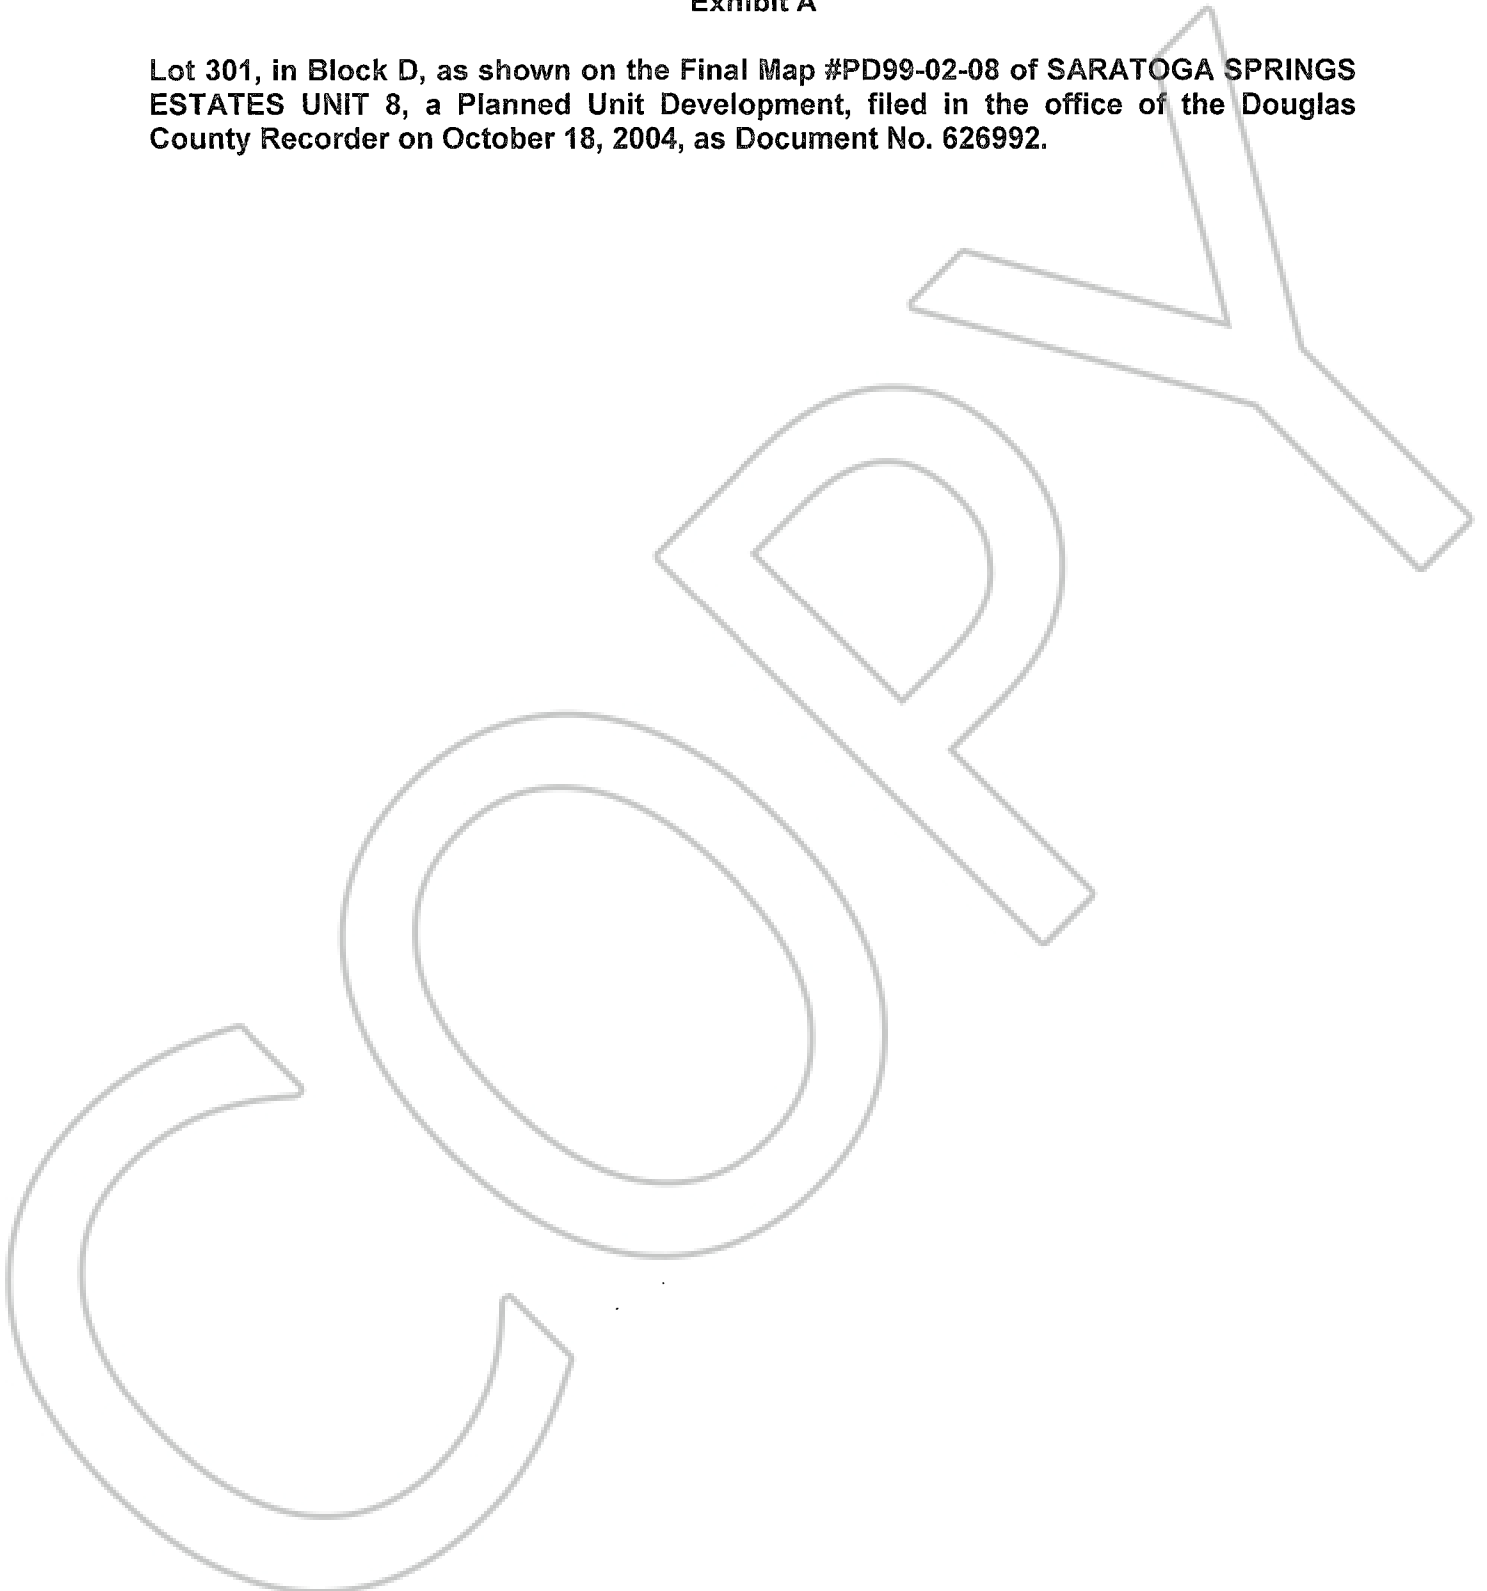 Exhibit A
Lot 301, in Block D, as shown on the Final Map #PD99-02-08 of SARATOGA SPRINGS
ESTATES UNIT 8, a Planned Unit Development, filed in the office of the Douglas
County Recorder on October 18, 2004, as Document No. 626992.
COPY